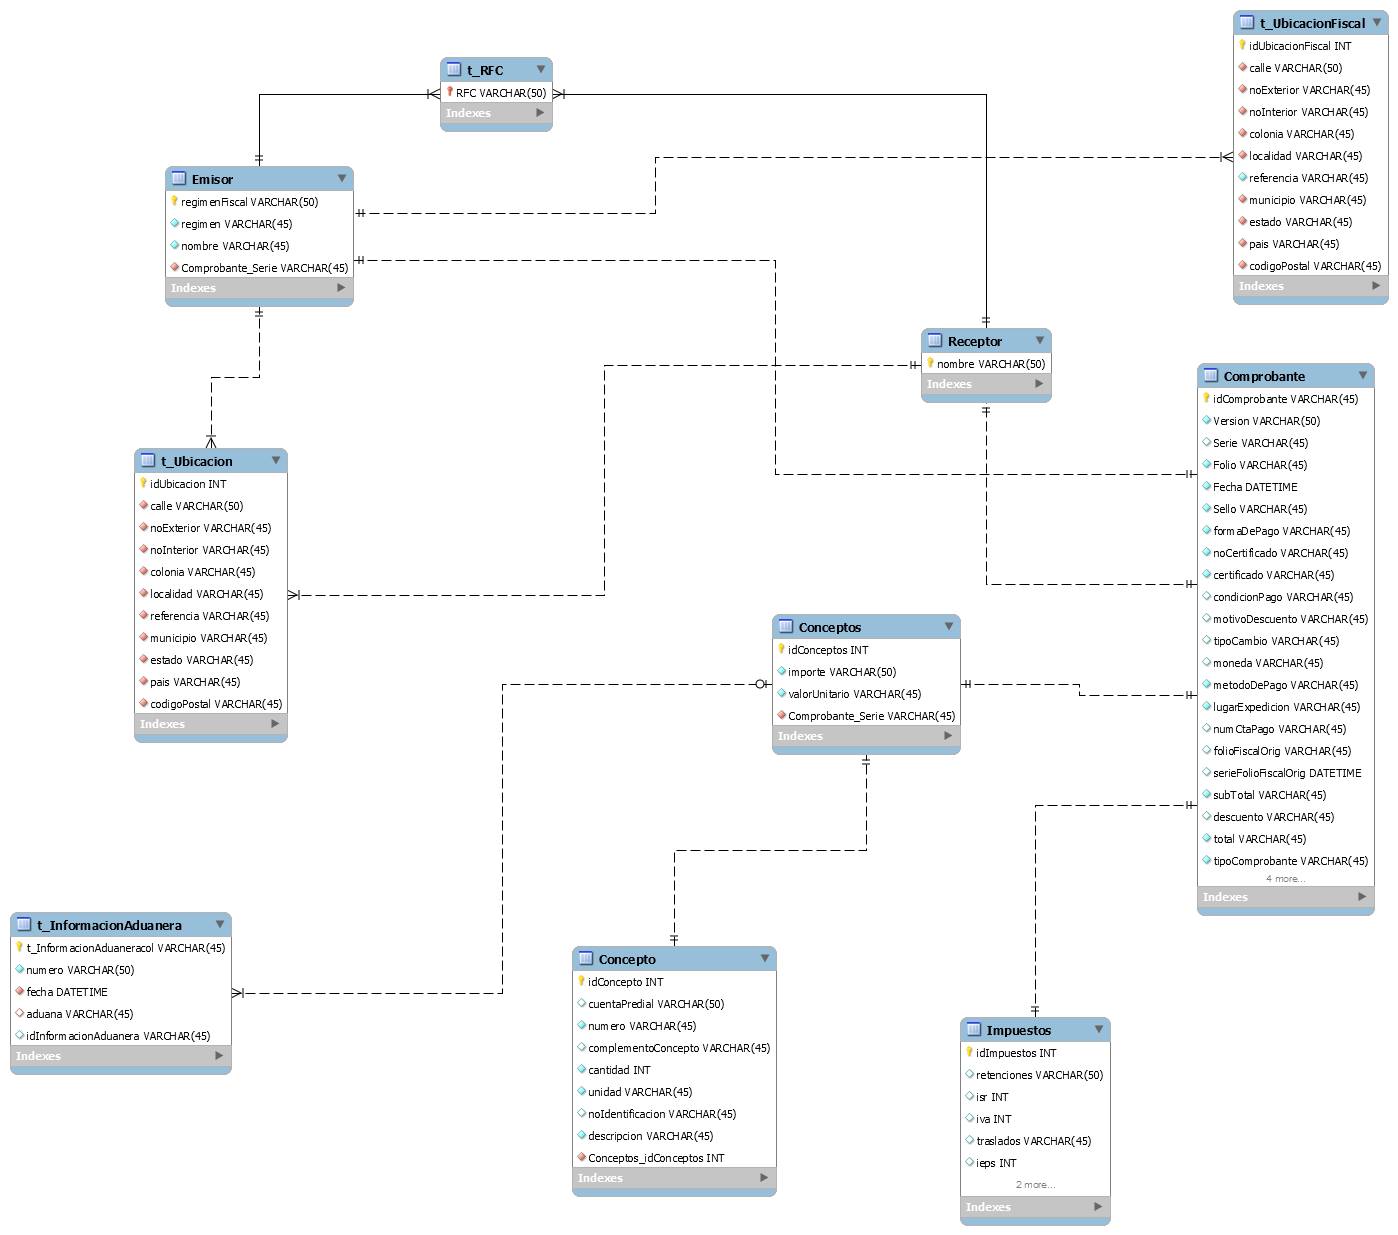 t_UbicacionFiscal
idUbicacionFiscal INT
calle VARCHAR(50)
noExterior VARCHAR(45)
noInterior VARCHAR(45)
colonia VARCHAR(45)
localidad VARCHAR(45)
referencia VARCHAR(45)
municipio VARCHAR(45)
estado VARCHAR(45)
pais VARCHAR(45)
codigoPostal VARCHAR(45)
Indexes
t_RFC
RFC VARCHAR(50)
Indexes
Emisor
regimenFiscal VARCHAR(50)
regimen VARCHAR(45)
nombre VARCHAR(45)
Comprobante_Serie VARCHAR(45)
Indexes
Receptor
nombre VARCHAR(50)
Indexes
Comprobante
idComprobante VARCHAR(45)
Version VARCHAR(50)
Serie VARCHAR(45)
Folio VARCHAR(45)
Fecha DATETIME
Sello VARCHAR(45)
formaDePago VARCHAR(45)
noCertificado VARCHAR(45)
certificado VARCHAR(45)
condicionPago VARCHAR(45)
motivoDescuento VARCHAR(45)
tipoCambio VARCHAR(45)
moneda VARCHAR(45)
metodoDePago VARCHAR(45)
lugarExpedicion VARCHAR(45)
numCtaPago VARCHAR(45)
folioFiscalOrig VARCHAR(45)
serieFolioFiscalOrig DATETIME
subTotal VARCHAR(45)
descuento VARCHAR(45)
total VARCHAR(45)
tipoComprobante VARCHAR(45)
4 more...
Indexes
t_Ubicacion
idUbicacion INT
calle VARCHAR(50)
noExterior VARCHAR(45)
noInterior VARCHAR(45)
colonia VARCHAR(45)
localidad VARCHAR(45)
referencia VARCHAR(45)
municipio VARCHAR(45)
estado VARCHAR(45)
pais VARCHAR(45)
codigoPostal VARCHAR(45)
Indexes
Conceptos
idConceptos INT
importe VARCHAR(50)
valorUnitario VARCHAR(45)
Comprobante_Serie VARCHAR(45)
Indexes
t_InformacionAduanera
t_InformacionAduaneracol VARCHAR(45)
numero VARCHAR(50)
fecha DATETIME
aduana VARCHAR(45)
idInformacionAduanera VARCHAR(45)
Indexes
Concepto
idConcepto INT
cuentaPredial VARCHAR(50)
numero VARCHAR(45)
complementoConcepto VARCHAR(45)
cantidad INT
unidad VARCHAR(45)
noIdentificacion VARCHAR(45)
descripcion VARCHAR(45)
Conceptos_idConceptos INT
Indexes
Impuestos
idImpuestos INT
retenciones VARCHAR(50)
isr INT
iva INT
traslados VARCHAR(45)
ieps INT
2 more...
Indexes